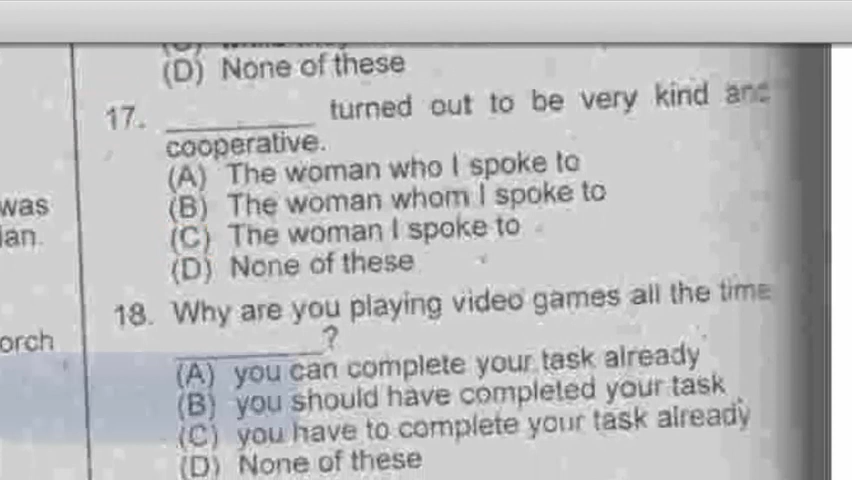 (D) None of these
17. ________ turned out to be very kind and
cooperative.
(A) The woman who I spoke to
(B) The woman whom I spoke to
(C) The woman I spoke to
(D) None of these
was
lan.
18. Why are you playing video games all the time
________?
orch
(A) you can complete your task already
(B) you should have completed your task
(C) you have to complete your task already
(D) None of these